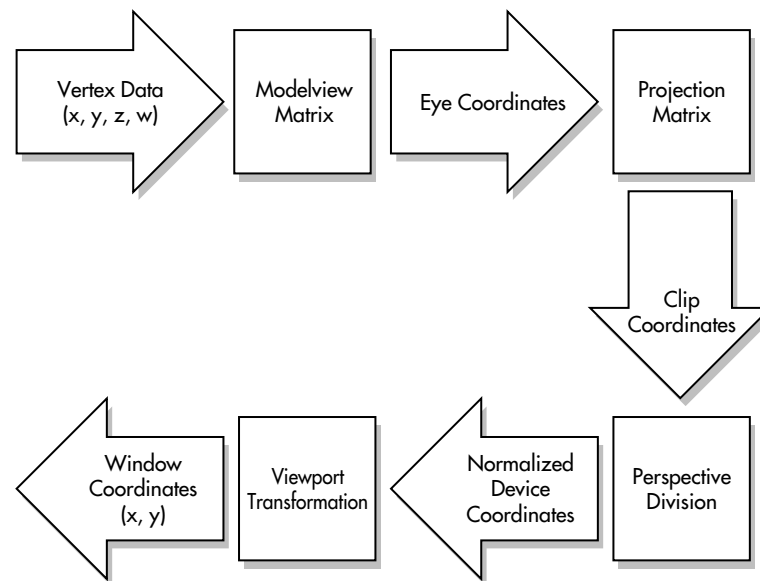 Vertex Data
(x, y, z, w)
Modelview
Matrix
Eye Coordinates
Projection
Matrix
Clip
Coordinates
Perspective
Division
Normalized
Device
Coordinates
Viewport
Transformation
Window
Coordinates
(x, y)